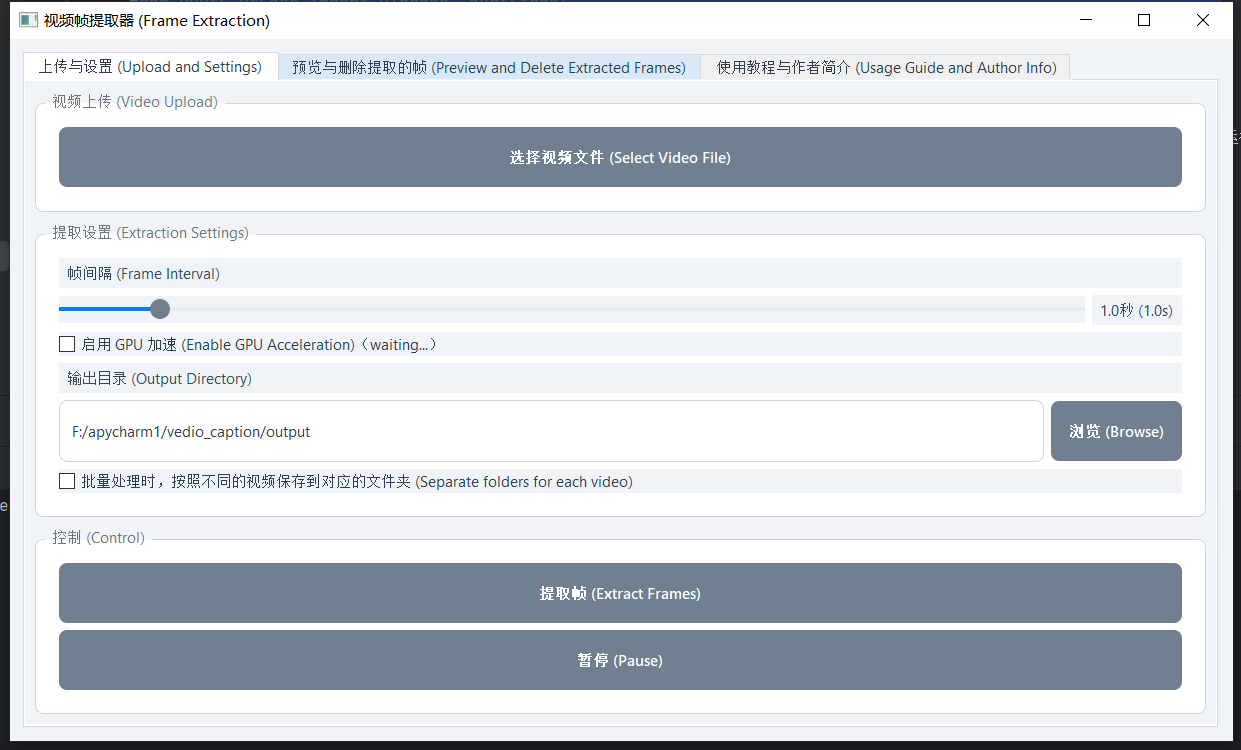 视频帧提取器 (Frame Extraction)
上传与设置 (Upload and Settings)
预览与删除提取的帧 (Preview and Delete Extracted Frames)
使用教程与作者简介 (Usage Guide and Author Info)
视频上传 (Video Upload)
选择视频文件 (Select Video File)
提取设置 (Extraction Settings)
帧间隔 (Frame Interval)
1.0秒 (1.0s)
启用 GPU 加速 (Enable GPU Acceleration)（waiting...）
输出目录 (Output Directory)
F:/apycharm1/vedio_caption/output
浏览 (Browse)
批量处理时，按照不同的视频保存到对应的文件夹 (Separate folders for each video)
控制 (Control)
提取帧 (Extract Frames)
暂停 (Pause)